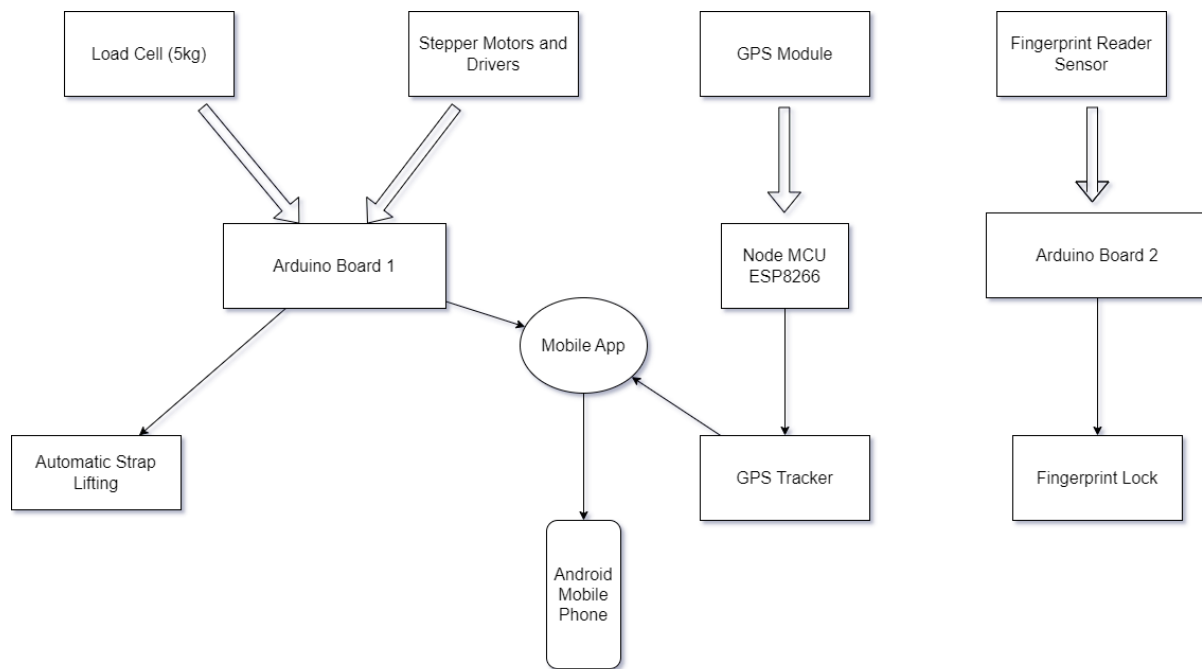 Load Cell (5kg)
Stepper Motors and
Drivers
GPS Module
Fingerprint Reader
Sensor
Arduino Board 1
Node MCU
ESP8266
Arduino Board 2
Mobile App
Automatic Strap
Lifting
GPS Tracker
Fingerprint Lock
Android
Mobile
Phone